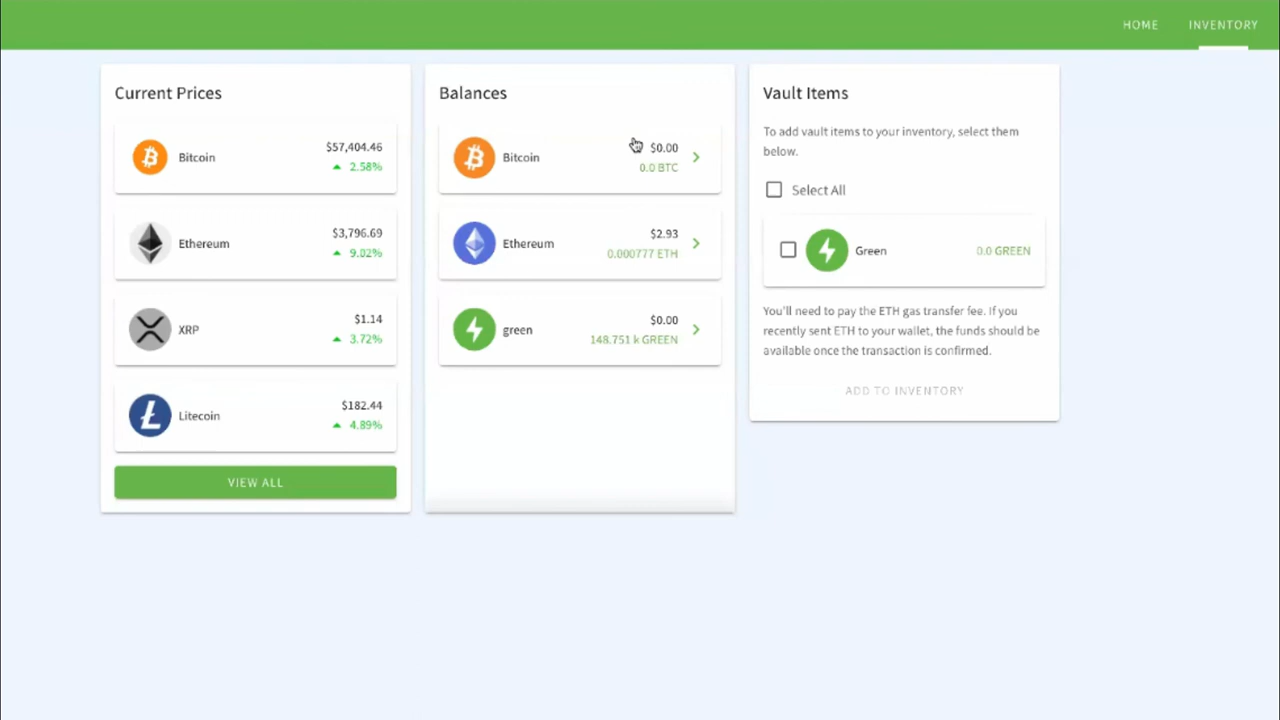 HOME INVENTORY
Current Prices
Bitcoin
$57,404.46
2.58%
Ethereum
$3,796.69
9.02%
XRP
$1.14
3.72%
Litecoin
$182.44
4.89%
VIEW ALL
Balances
Bitcoin
$0.00
0.0 BTC
Ethereum
$2.93
0.000777 ETH
green
$0.00
148.751 k GREEN
Vault Items
To add vault items to your inventory, select them
below.
Select All
Green
0.0 GREEN
You'll need to pay the ETH gas transfer fee. If you
recently sent ETH to your wallet, the funds should be
available once the transaction is confirmed.
ADD TO INVENTORY